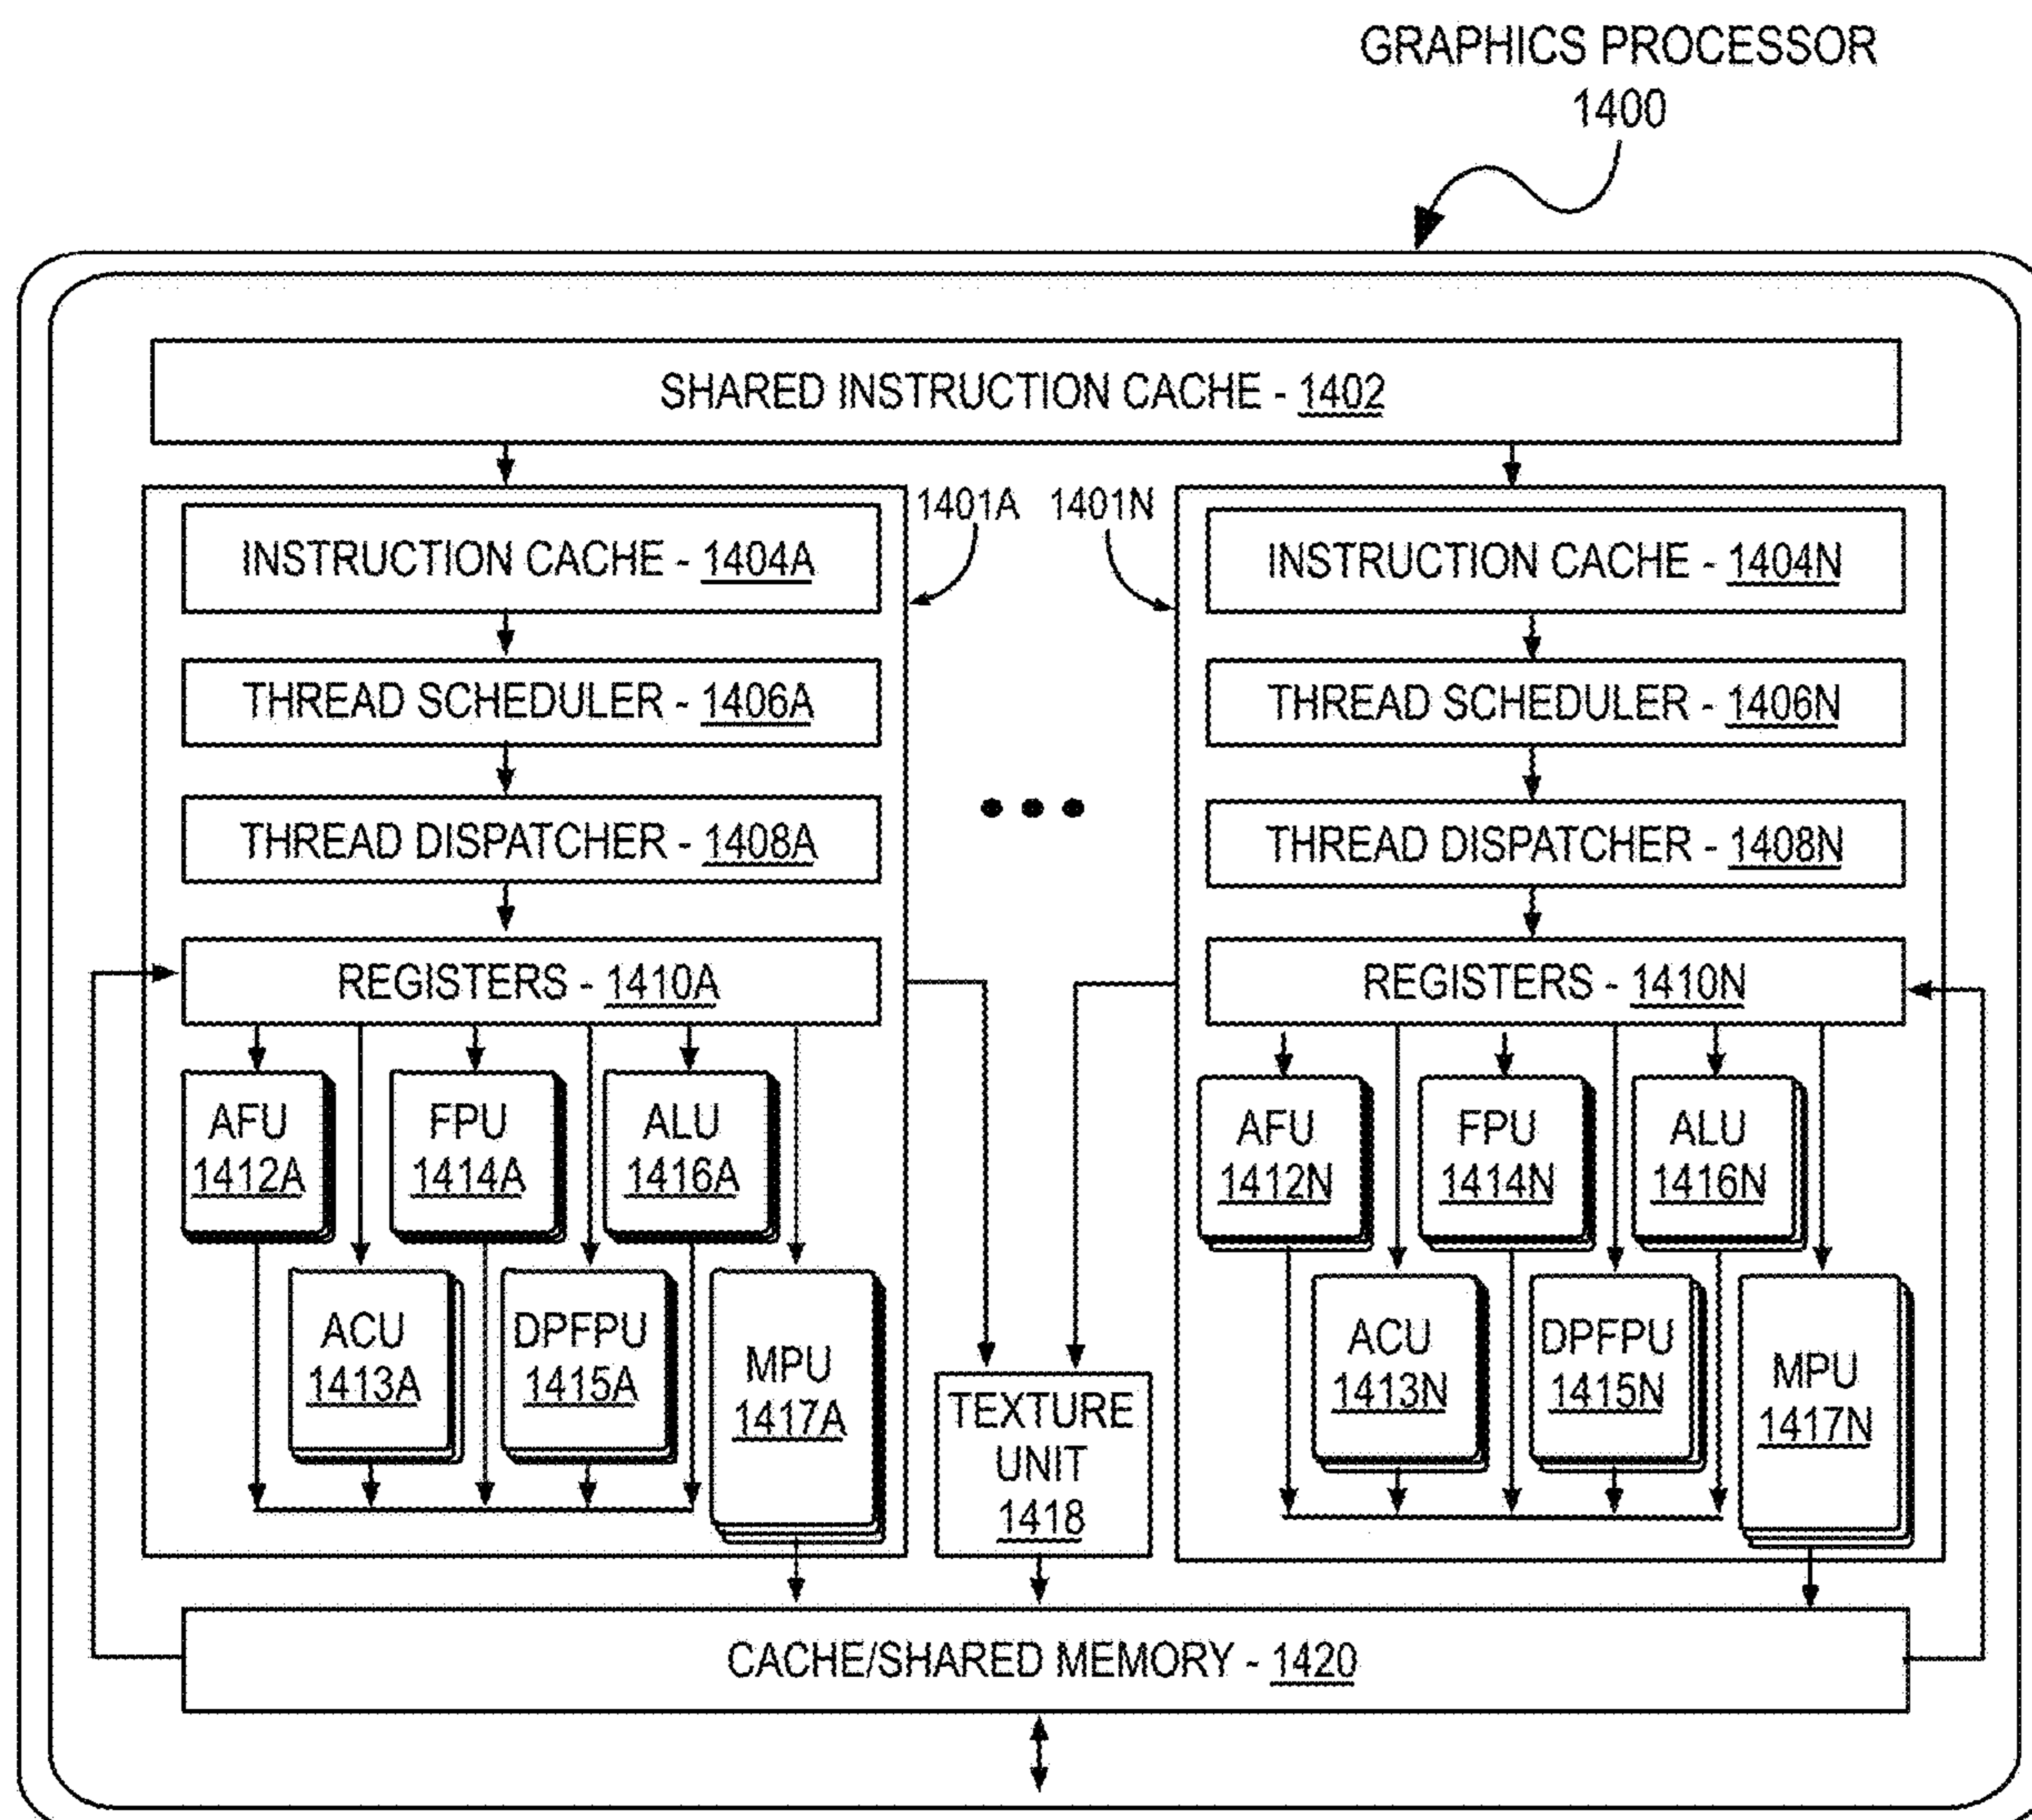 GRAPHICS PROCESSOR
1400
SHARED INSTRUCTION CACHE - 1402
1401A
1401N
INSTRUCTION CACHE - 1404A
THREAD SCHEDULER - 1406A
THREAD DISPATCHER - 1408A
REGISTERS - 1410A
AFU
1412A
FPU
1414A
ALU
1416A
ACU
1413A
DPFPU
1415A
MPU
1417A
TEXTURE
UNIT
1418
INSTRUCTION CACHE - 1404N
THREAD SCHEDULER - 1406N
THREAD DISPATCHER - 1408N
REGISTERS - 1410N
AFU
1412N
FPU
1414N
ALU
1416N
ACU
1413N
DPFPU
1415N
MPU
1417N
CACHE/SHARED MEMORY - 1420